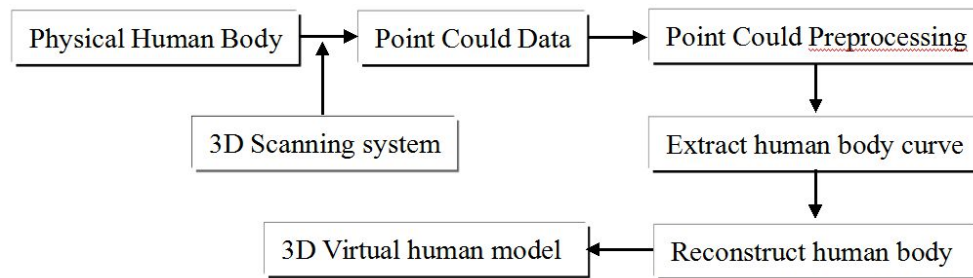 Physical Human Body
Point Could Data
Point Could Preprocessing
3D Scanning system
Extract human body curve
3D Virtual human model
Reconstruct human body